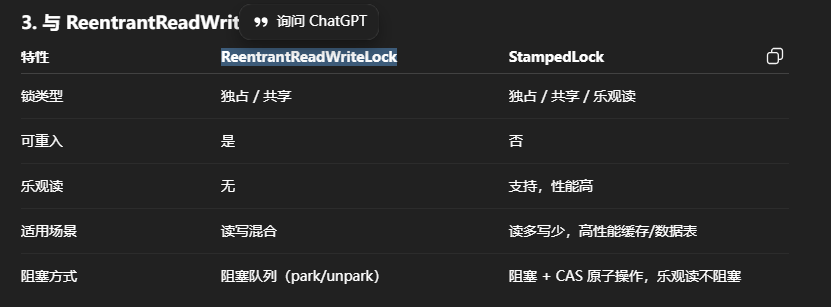 3. 与 ReentrantReadWrit
询问 ChatGPT
特性 ReentrantReadWriteLock StampedLock
锁类型 独占 / 共享 独占 / 共享 / 乐观读
可重入 是 否
乐观读 无 支持，性能高
适用场景 读写混合 读多写少，高性能缓存/数据表
阻塞方式 阻塞队列（park/unpark） 阻塞 + CAS 原子操作，乐观读不阻塞